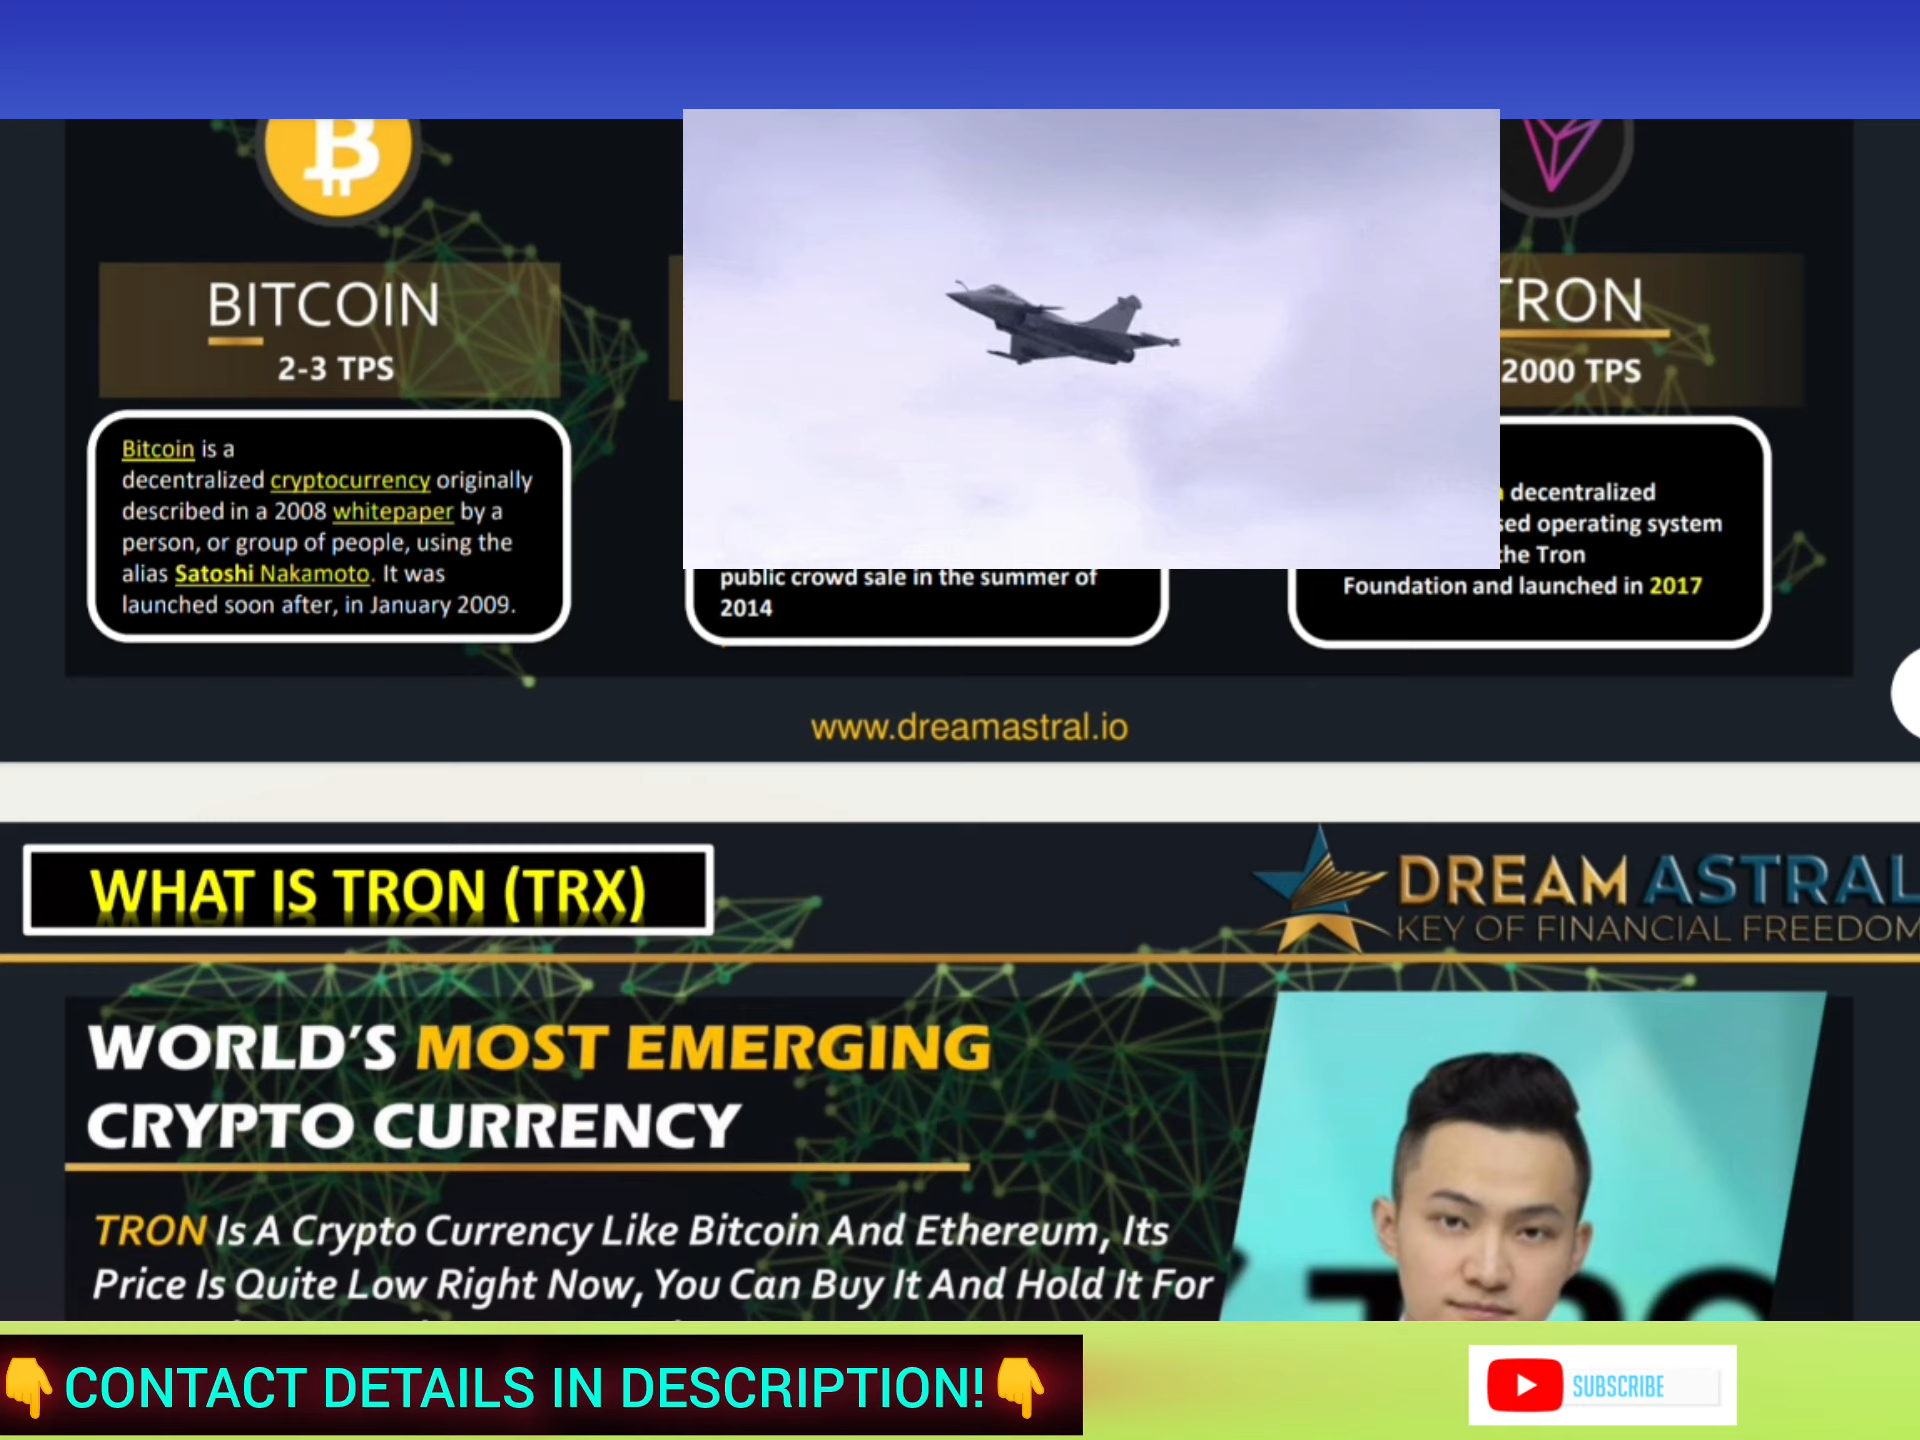 BITCOIN
2-3 TPS
Bitcoin is a
decentralized cryptocurrency originally
described in a 2008 whitepaper by a
person, or group of people, using the
alias Satoshi Nakamoto. It was
launched soon after, in January 2009.
public crowd sale in the summer of
2014
TRON
2000 TPS
decentralized
sed operating system
the Tron
Foundation and launched in 2017
www.dreamastral.io
WHAT IS TRON (TRX)
DREAM ASTRAL
KEY OF FINANCIAL FREEDOM
WORLD'S MOST EMERGING
CRYPTO CURRENCY
TRON Is A Crypto Currency Like Bitcoin And Ethereum, Its
Price Is Quite Low Right Now, You Can Buy It And Hold It For
👇CONTACT DETAILS IN DESCRIPTION!👇
SUBSCRIBE